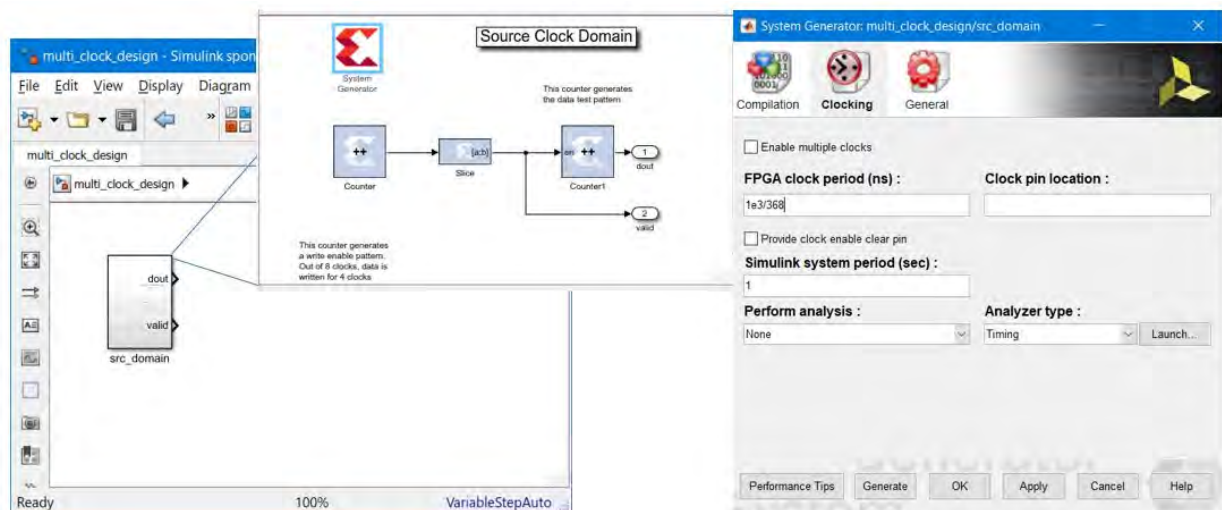 multi_clock_design - Simulink spon
File Edit View Display Diagram
»
multi_clock_design
multi_clock_design
dout
valid
src_domain
Ready 100% VariableStepAuto
Source Clock Domain
System
Generator
This counter generates
the data test pattern
++
Counter
[a:b]
Slice
en ++
Counter1
1
dout
2
valid
This counter generates
a write enable pattern.
Out of 8 clocks, data is
written for 4 clocks
System Generator: multi_clock_design/src_domain
Compilation Clocking General
Enable multiple clocks
FPGA clock period (ns) : Clock pin location :
1e3/368
Provide clock enable clear pin
Simulink system period (sec) :
1
Perform analysis : Analyzer type :
None Timing Launch...
Performance Tips Generate OK Apply Cancel Help